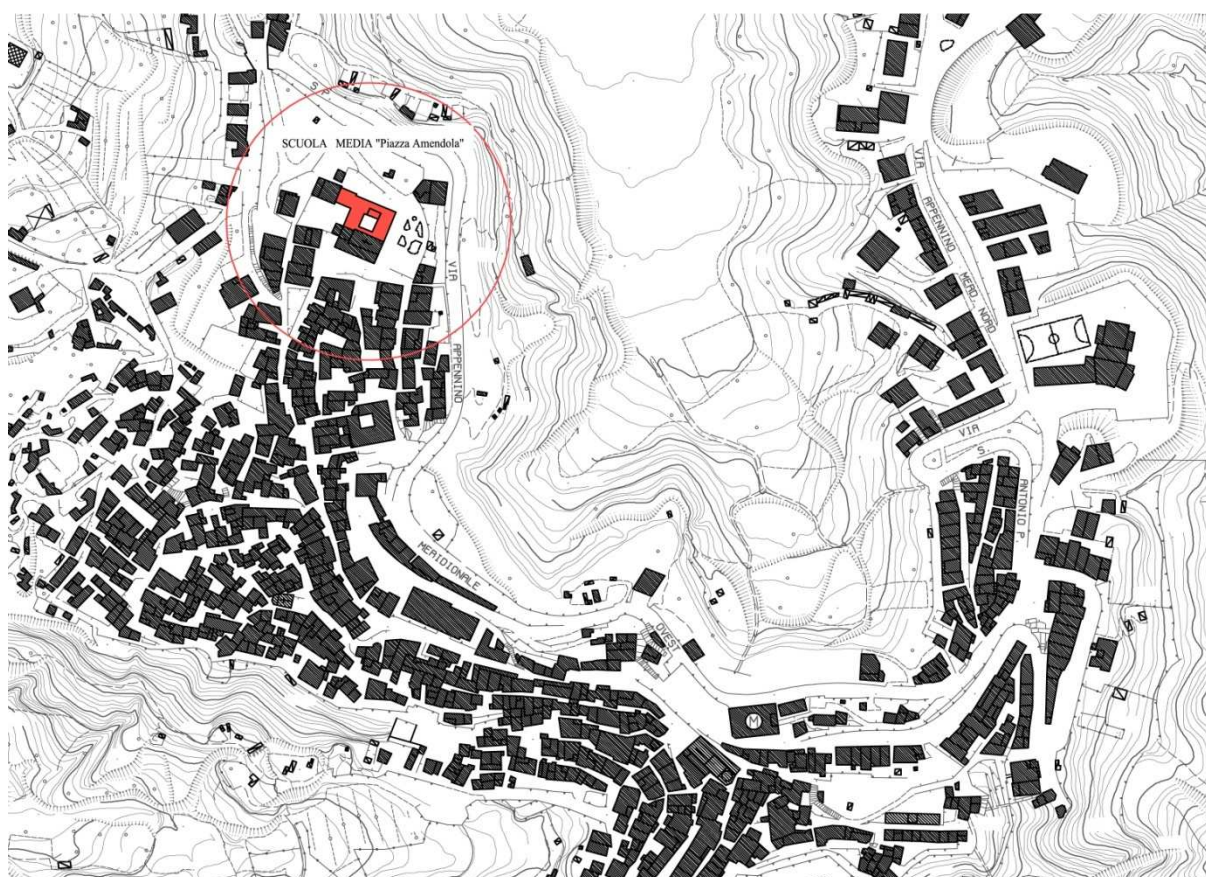 S P
SCUOLA MEDIA "Piazza Amendola"
VIA
APPENNINO
MERIDIONALE
OVEST
VIA
APPENNINO
MERID. NORD
VIA
S.
ANTONIO P.
M